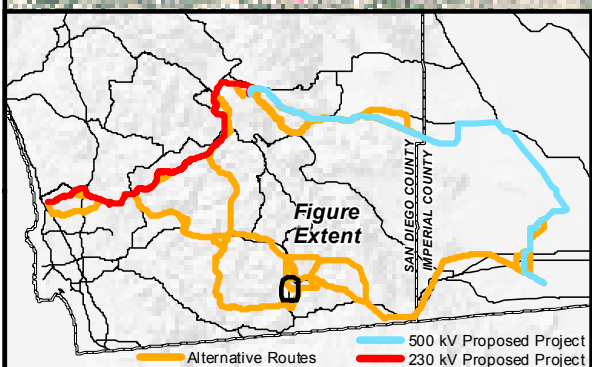 Figure
Extent
SAN DIEGO COUNTY
IMPERIAL COUNTY
500 kV Proposed Project
Alternative Routes
230 kV Proposed Project